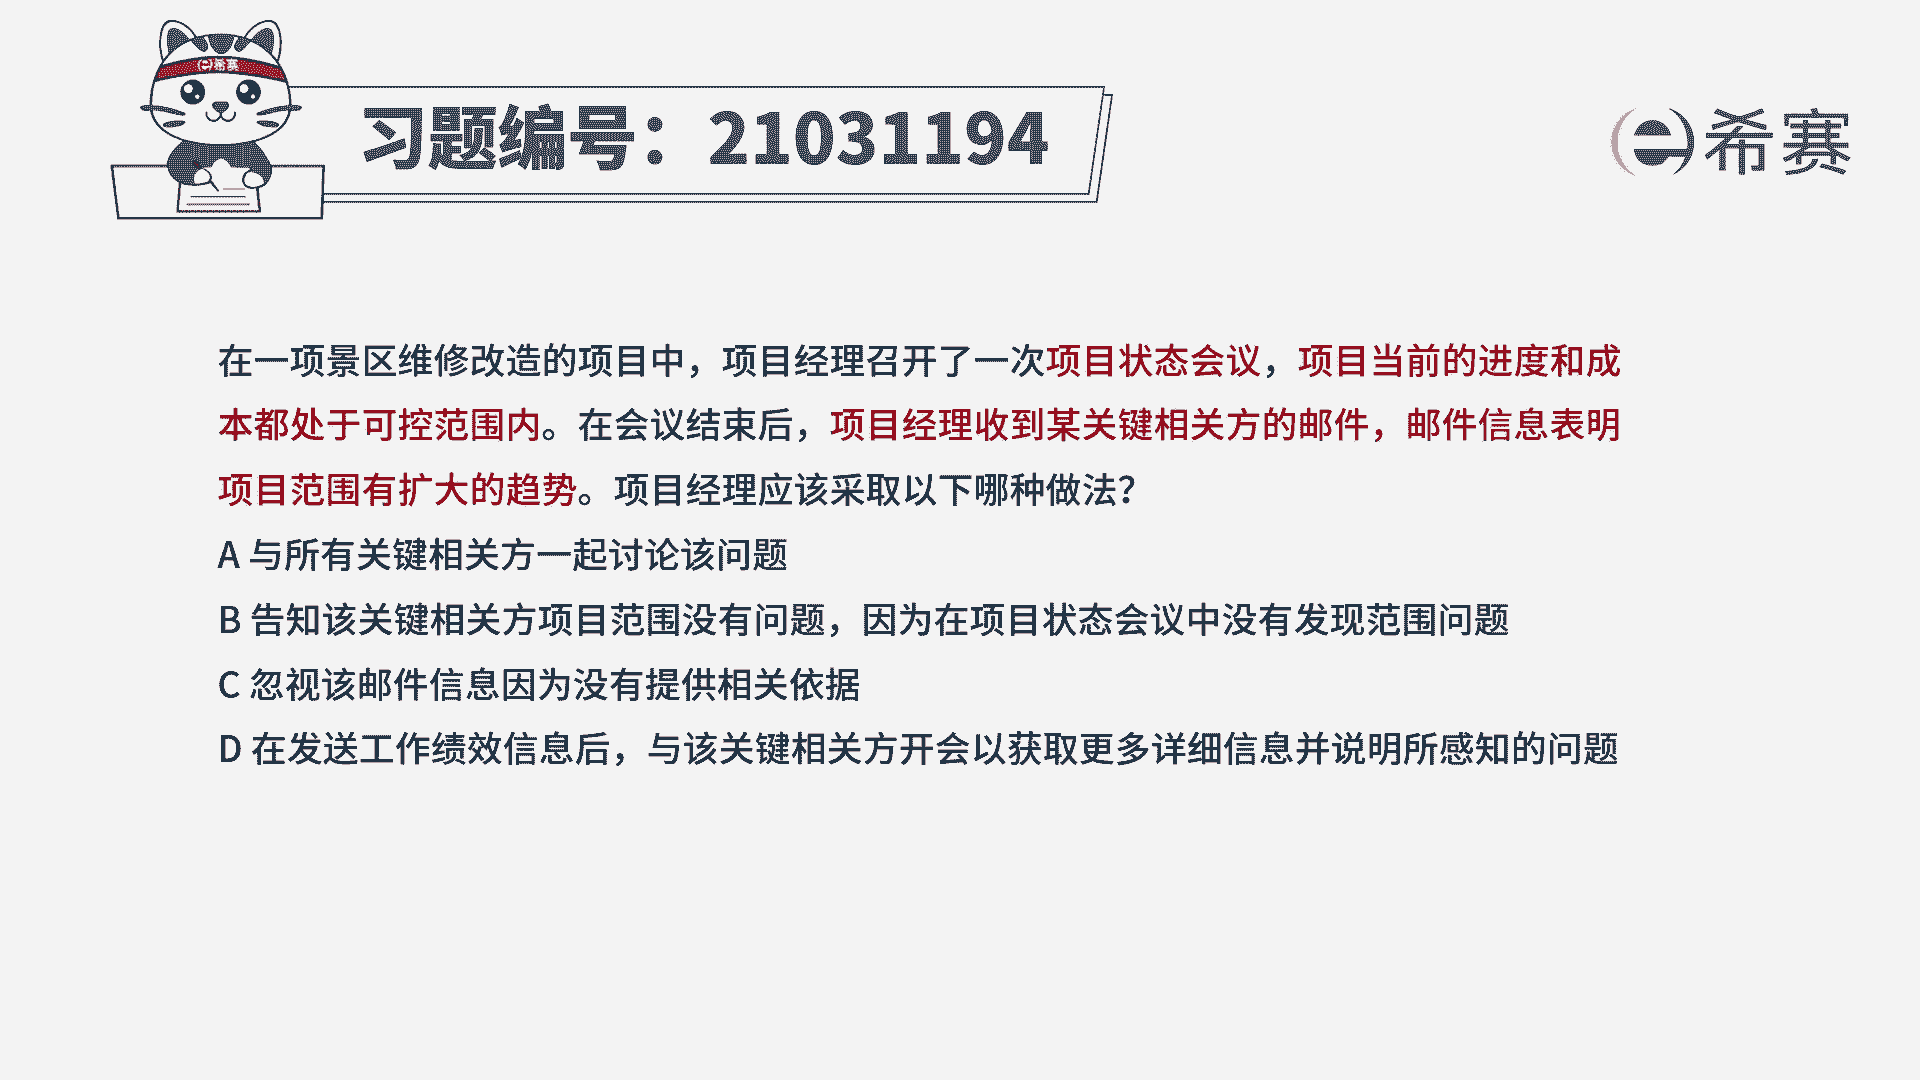 希赛
习题编号：21031194
希赛
在一项景区维修改造的项目中，项目经理召开了一次项目状态会议，项目当前的进度和成
本都处于可控范围内。在会议结束后，项目经理收到某关键相关方的邮件，邮件信息表明
项目范围有扩大的趋势。项目经理应该采取以下哪种做法？
A 与所有关键相关方一起讨论该问题
B 告知该关键相关方项目范围没有问题，因为在项目状态会议中没有发现范围问题
C 忽视该邮件信息因为没有提供相关依据
D 在发送工作绩效信息后，与该关键相关方开会以获取更多详细信息并说明所感知的问题